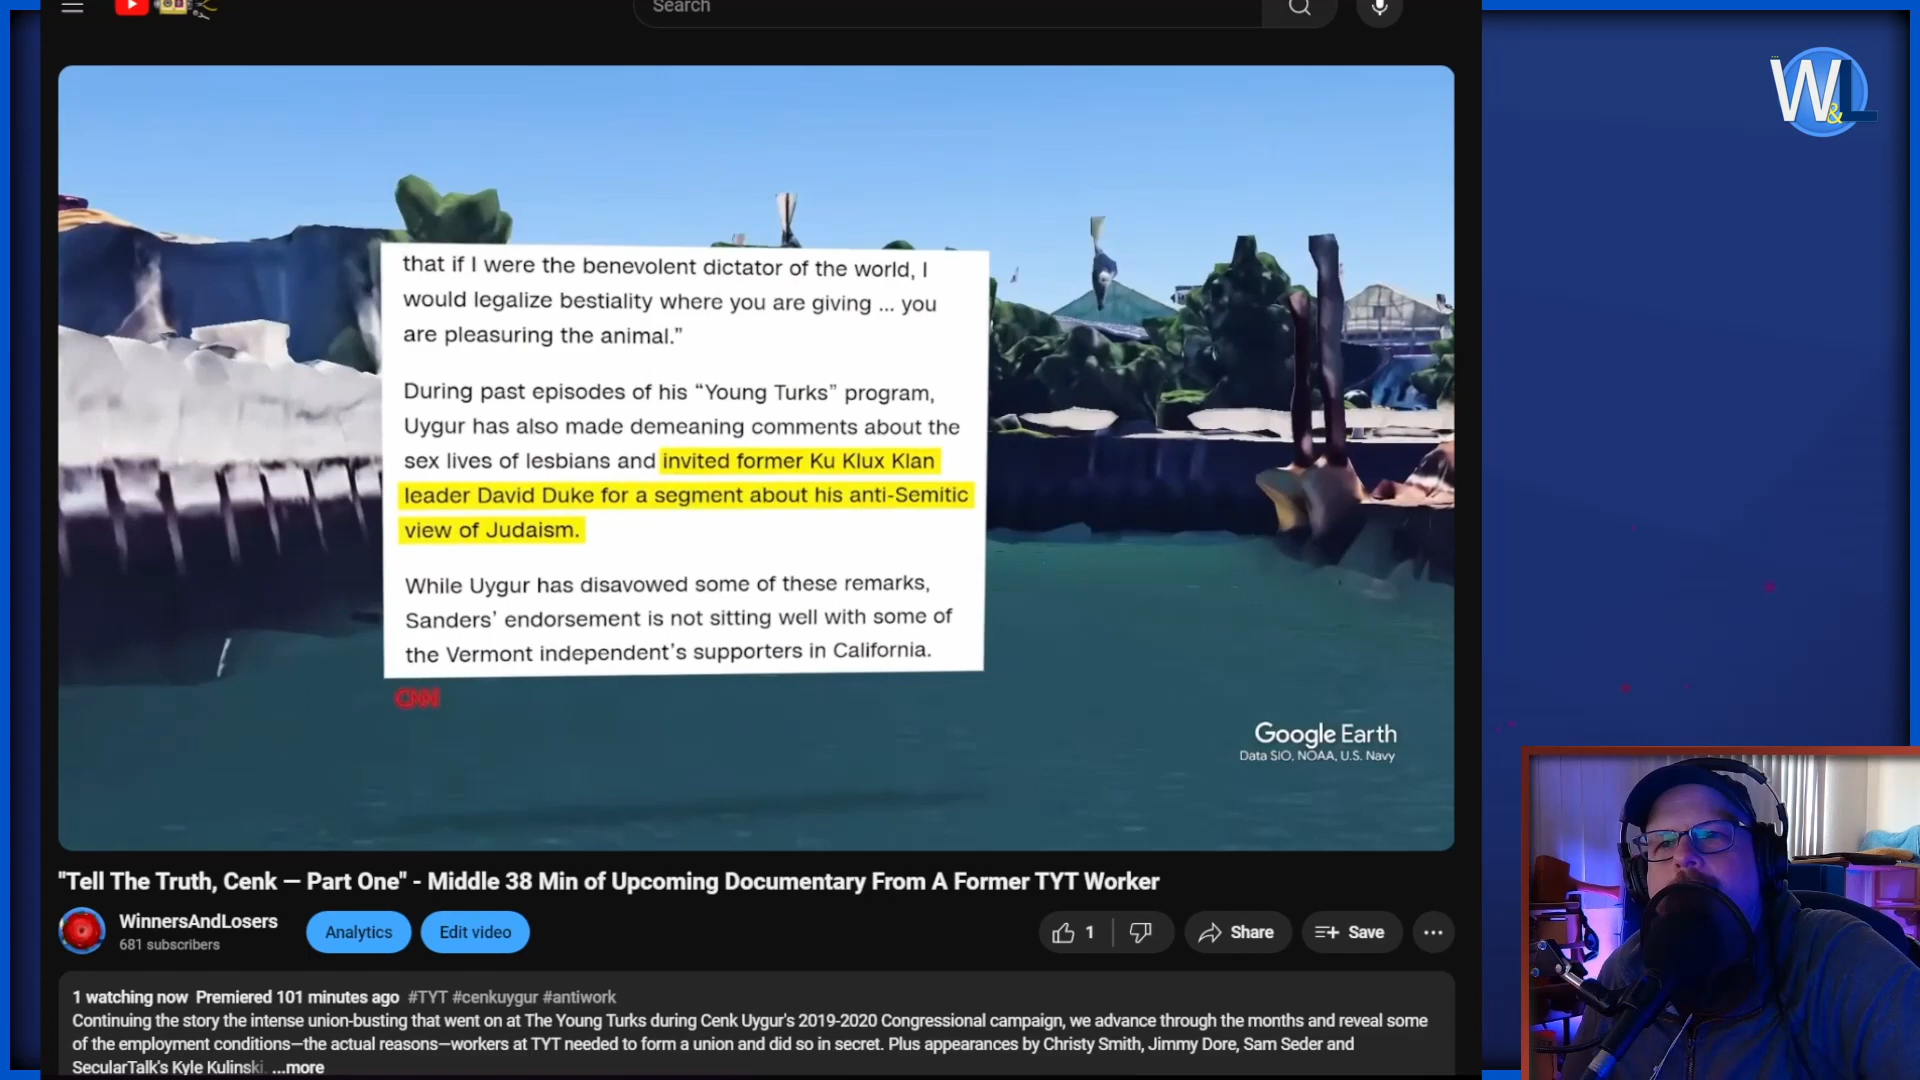 Search
W&L
that if I were the benevolent dictator of the world, I
would legalize bestiality where you are giving ... you
are pleasuring the animal.”
During past episodes of his “Young Turks” program,
Uygur has also made demeaning comments about the
sex lives of lesbians and invited former Ku Klux Klan
leader David Duke for a segment about his anti-Semitic
view of Judaism.
While Uygur has disavowed some of these remarks,
Sanders’ endorsement is not sitting well with some of
the Vermont independent’s supporters in California.
CNN
Google Earth
Data SIO, NOAA, U.S. Navy
"Tell The Truth, Cenk — Part One" - Middle 38 Min of Upcoming Documentary From A Former TYT Worker
WinnersAndLosers
681 subscribers
Analytics
Edit video
1
Share
Save
1 watching now Premiered 101 minutes ago #TYT #cenkuygur #antiwork
Continuing the story the intense union-busting that went on at The Young Turks during Cenk Uygur's 2019-2020 Congressional campaign, we advance through the months and reveal some
of the employment conditions—the actual reasons—workers at TYT needed to form a union and did so in secret. Plus appearances by Christy Smith, Jimmy Dore, Sam Seder and
SecularTalk's Kyle Kulinski. ...more